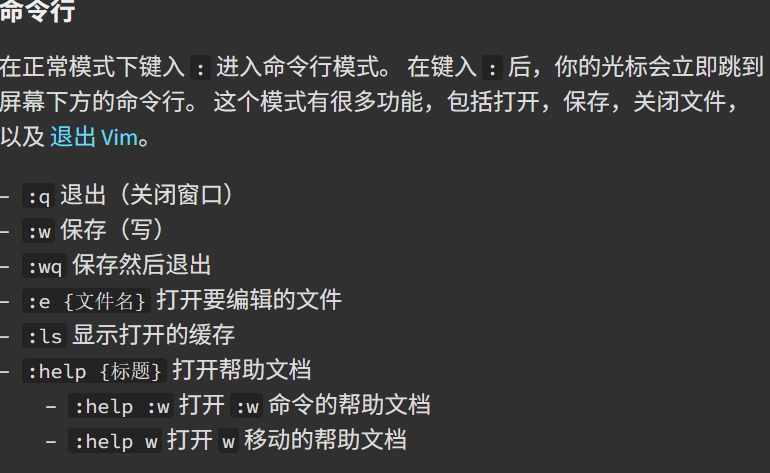 命令行
在正常模式下键入 : 进入命令行模式。 在键入 : 后，你的光标会立即跳到
屏幕下方的命令行。 这个模式有很多功能，包括打开，保存，关闭文件，
以及 退出 Vim。
– :q 退出（关闭窗口）
– :w 保存（写）
– :wq 保存然后退出
– :e {文件名} 打开要编辑的文件
– :ls 显示打开的缓存
– :help {标题} 打开帮助文档
– :help :w 打开 :w 命令的帮助文档
– :help w 打开 w 移动的帮助文档